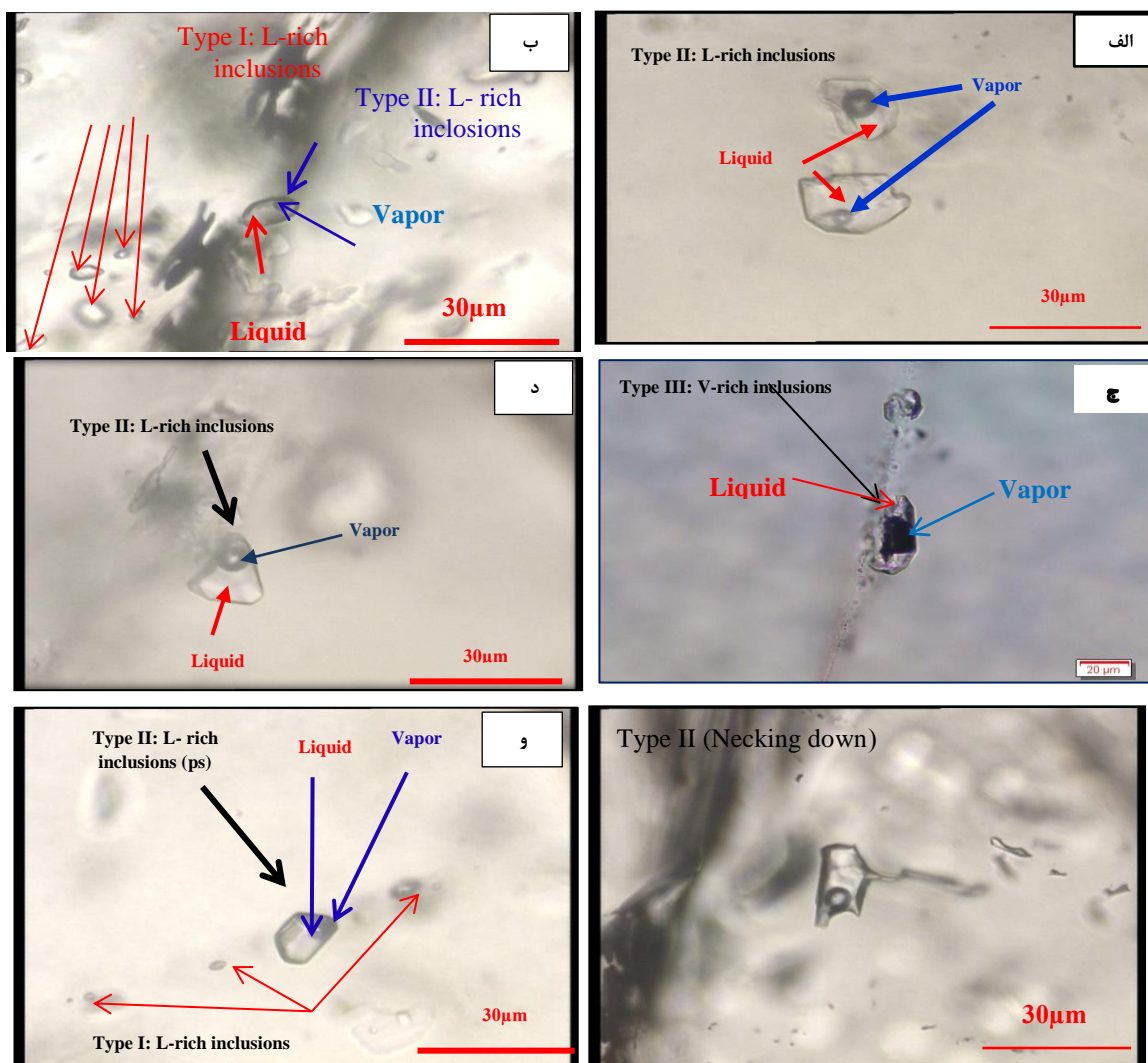 الف
Type II: L-rich inclusions
Vapor
Liquid
30µm
ب
Type I: L-rich
inclusions
Type II: L- rich
inclosions
Vapor
Liquid
30µm
ج
Type III: V-rich inclusions
Liquid
Vapor
20 µm
د
Type II: L-rich inclusions
Vapor
Liquid
30µm
Type II (Necking down)
30µm
و
Type II: L- rich
inclusions (ps)
Liquid
Vapor
Type I: L-rich inclusions
30µm